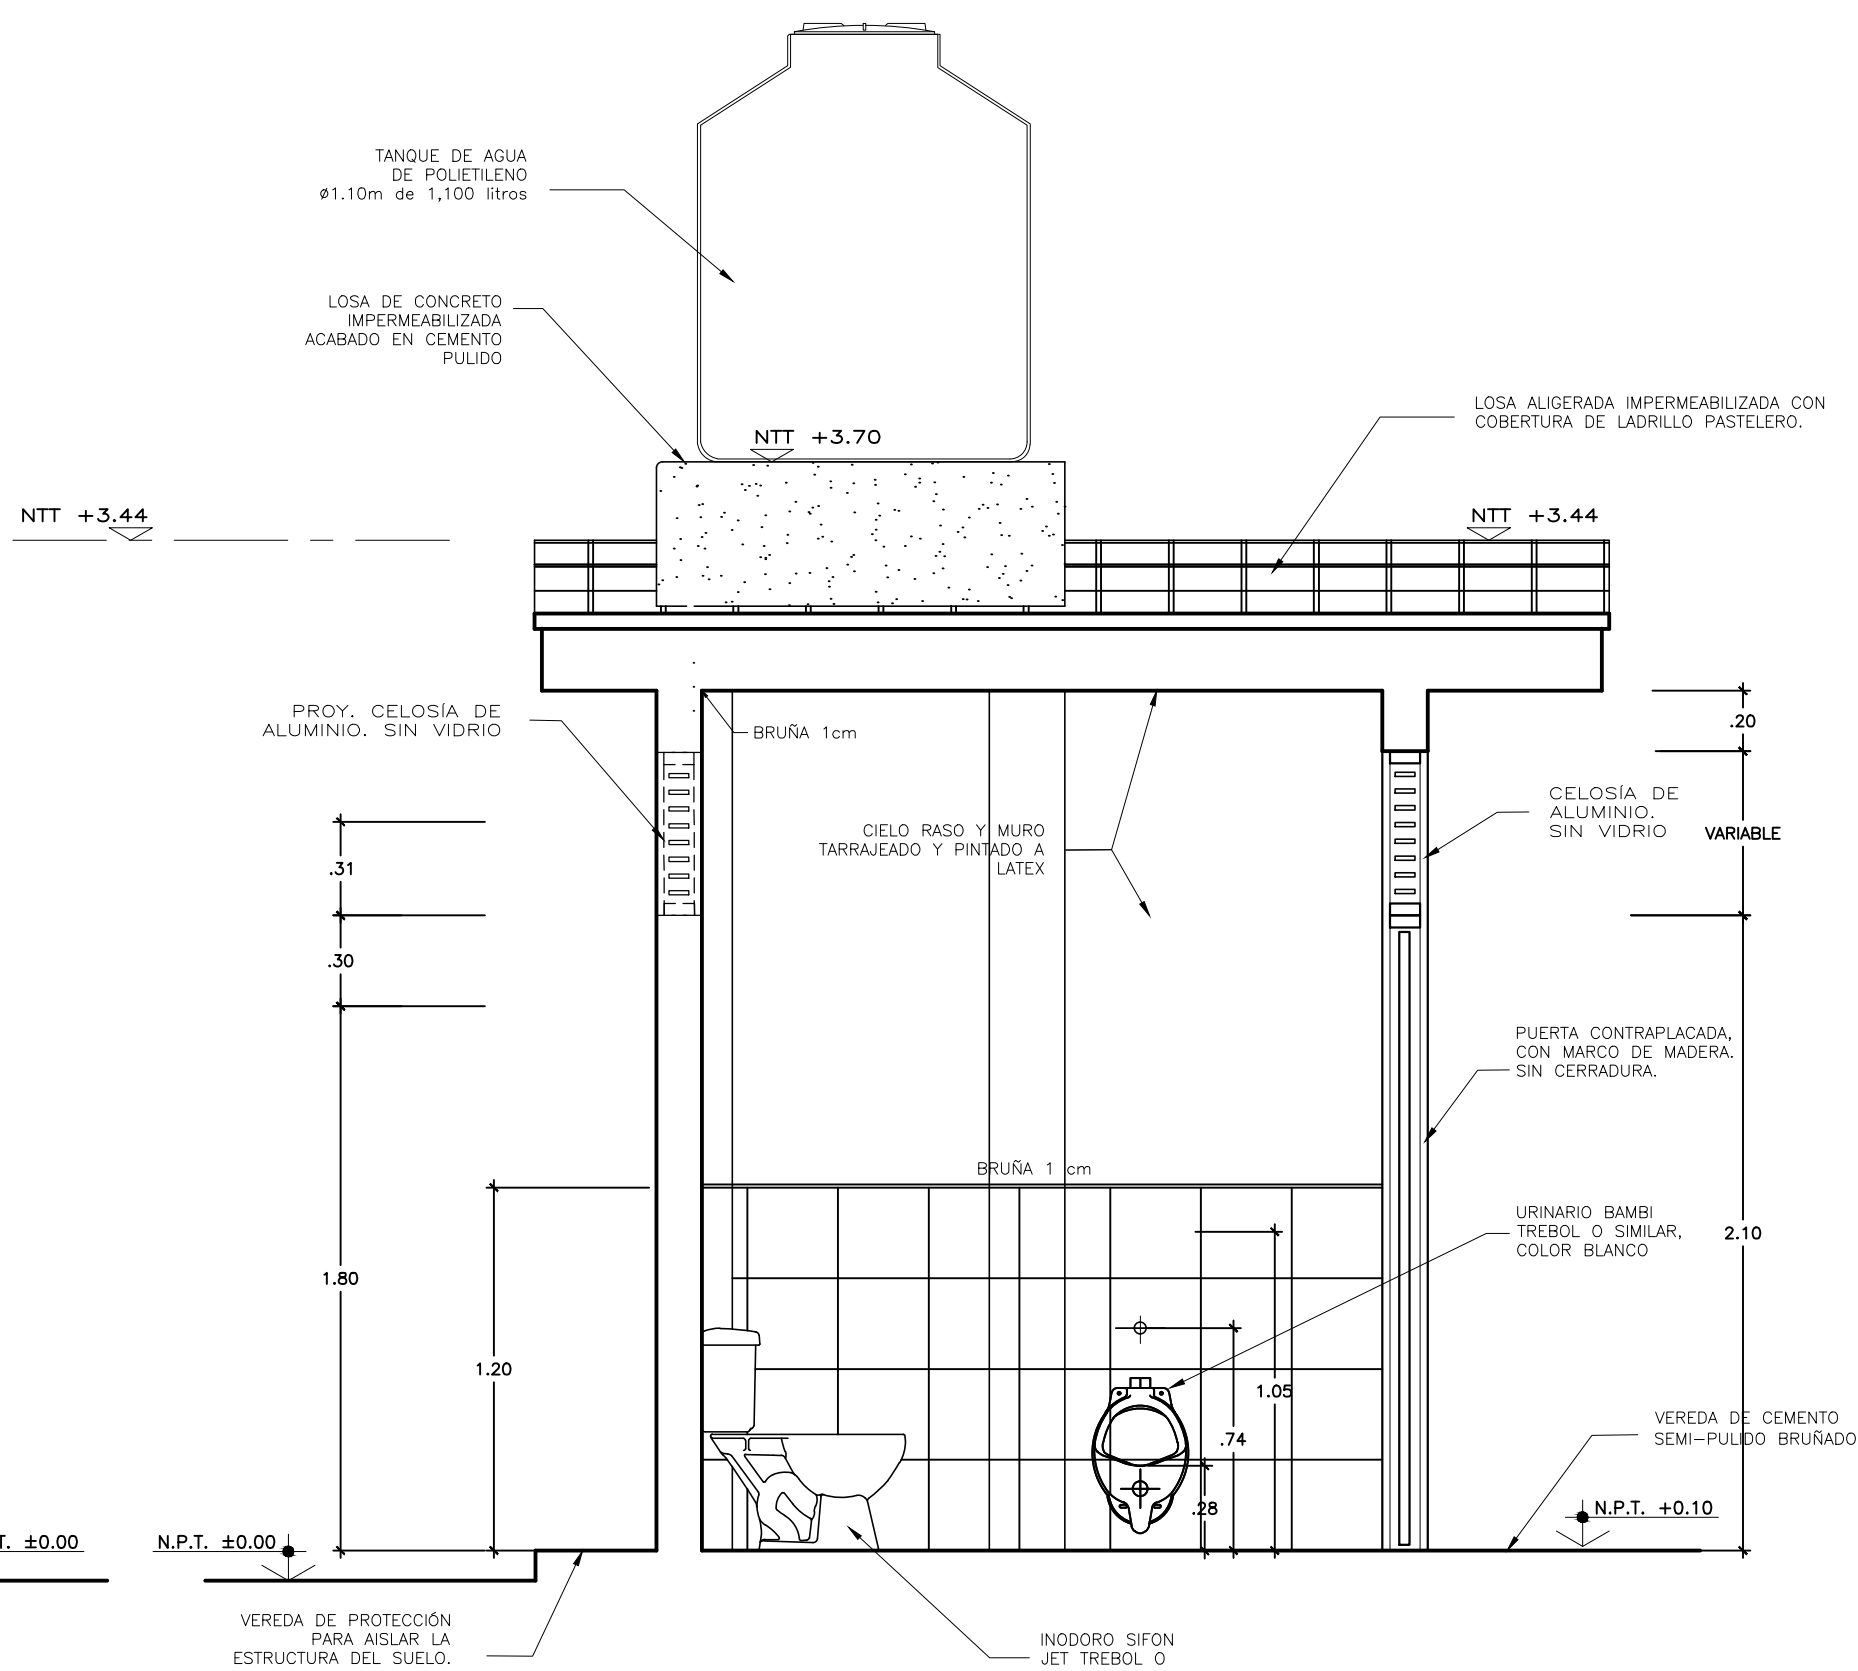 TANQUE DE AGUA
DE POLIETILENO
ø1.10m de 1,100 litros
LOSA DE CONCRETO
IMPERMEABILIZADA
ACABADO EN CEMENTO
PULIDO
LOSA ALIGERADA IMPERMEABILIZADA CON
COBERTURA DE LADRILLO PASTELERO.
NTT +3.70
NTT +3.44
NTT +3.44
PROY. CELOSÍA DE
ALUMINIO. SIN VIDRIO
BRUÑA 1cm
.20
CELOSÍA DE
ALUMINIO.
SIN VIDRIO
VARIABLE
CIELO RASO Y MURO
TARRAJEADO Y PINTADO A
LATEX
.31
.30
PUERTA CONTRAPLACADA,
CON MARCO DE MADERA.
SIN CERRADURA.
BRUÑA 1 cm
URINARIO BAMBI
TREBOL O SIMILAR,
COLOR BLANCO
2.10
1.80
1.20
1.05
.74
.28
VEREDA DE CEMENTO
SEMI-PULIDO BRUÑADO
N.P.T. +0.10
T. ±0.00
N.P.T. ±0.00
VEREDA DE PROTECCIÓN
PARA AISLAR LA
ESTRUCTURA DEL SUELO.
INODORO SIFON
JET TREBOL O